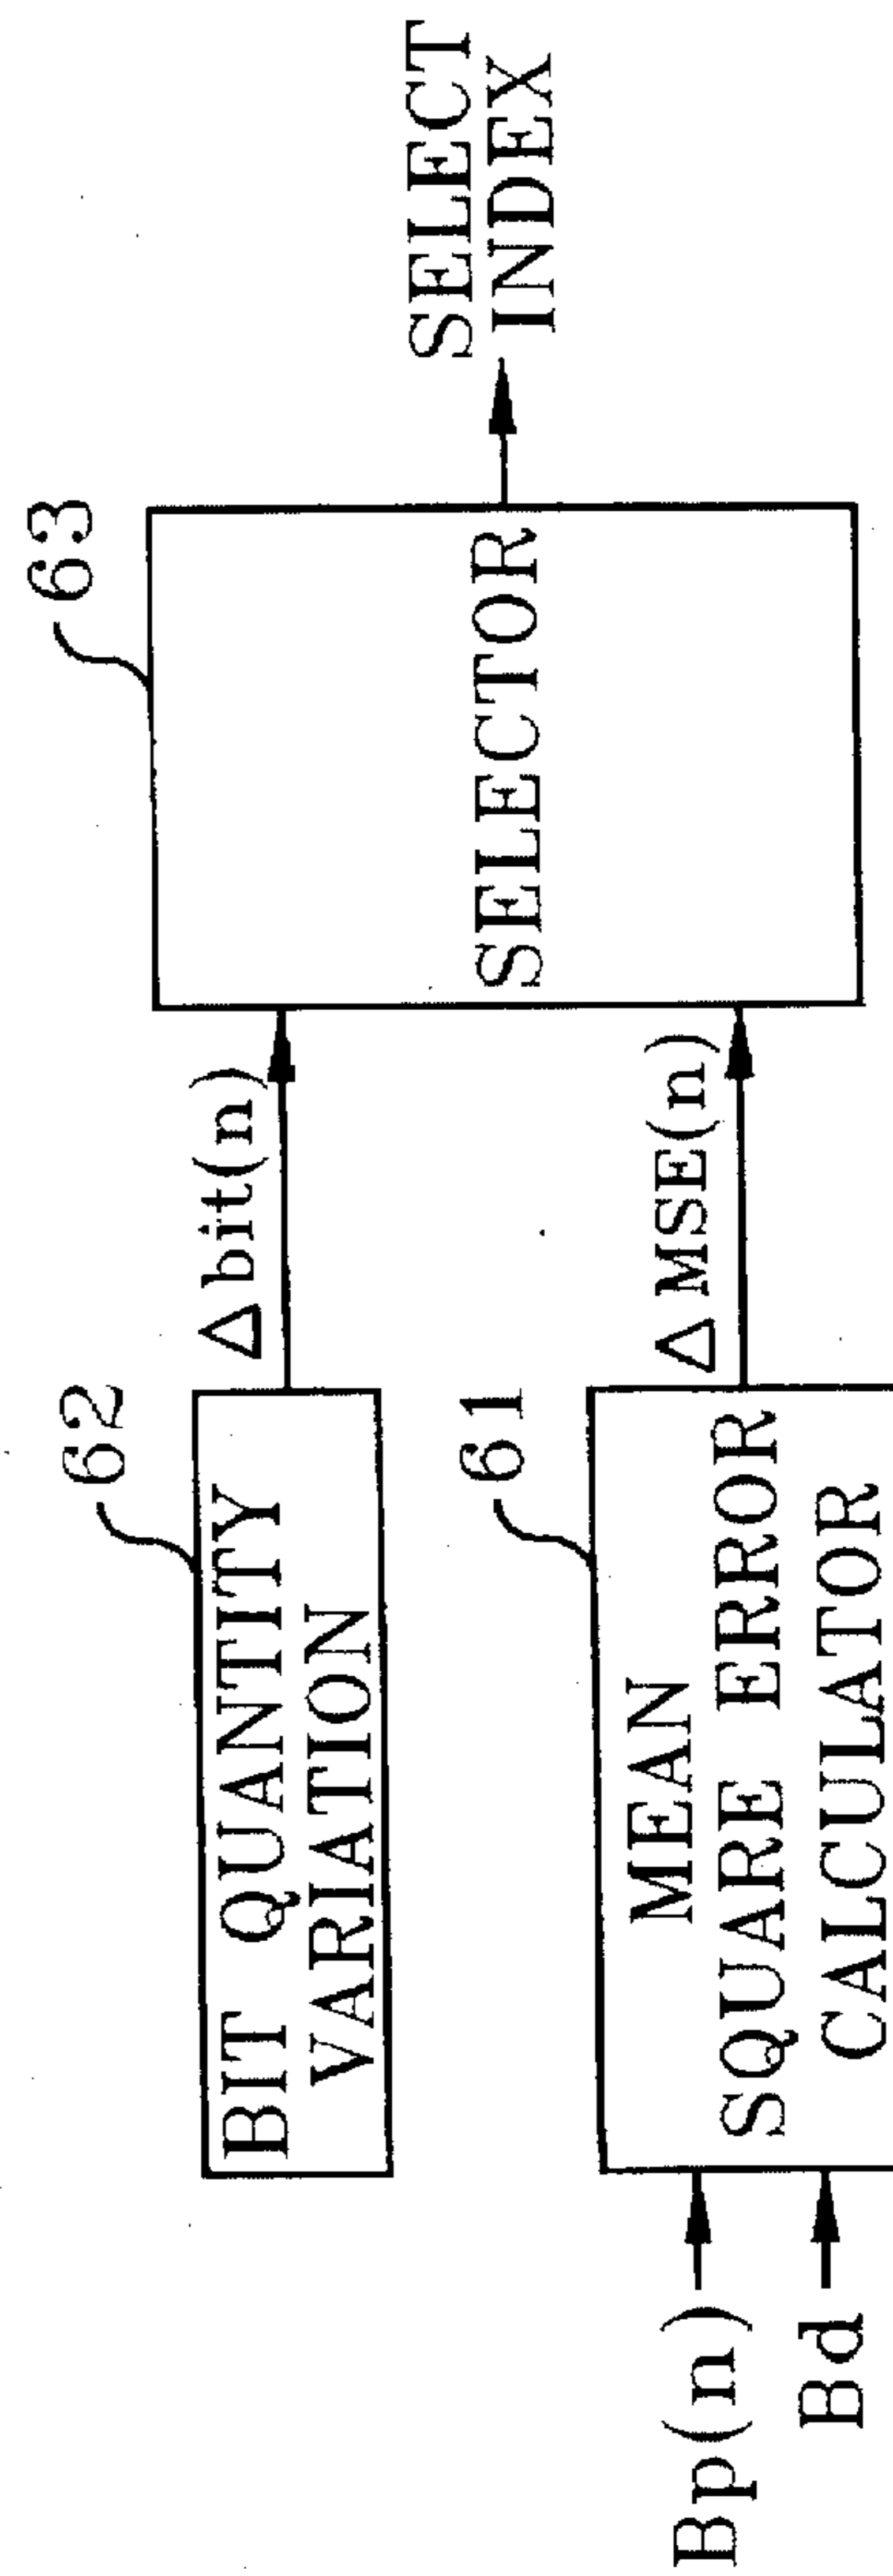 62
BIT QUANTITY
VARIATION
Δbit(n)
63
SELECTOR
SELECT
INDEX
61
MEAN
SQUARE ERROR
CALCULATOR
Bp(n)
Bd
ΔMSE(n)